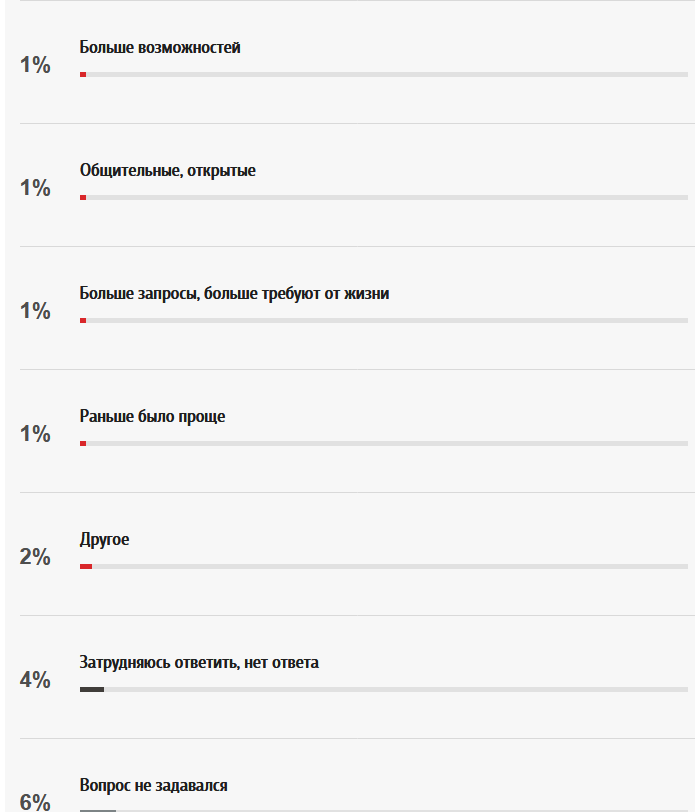 Больше возможностей
1%
Общительные, открытые
1%
Больше запросы, больше требуют от жизни
1%
Раньше было проще
1%
Другое
2%
Затрудняюсь ответить, нет ответа
4%
Вопрос не задавался
6%